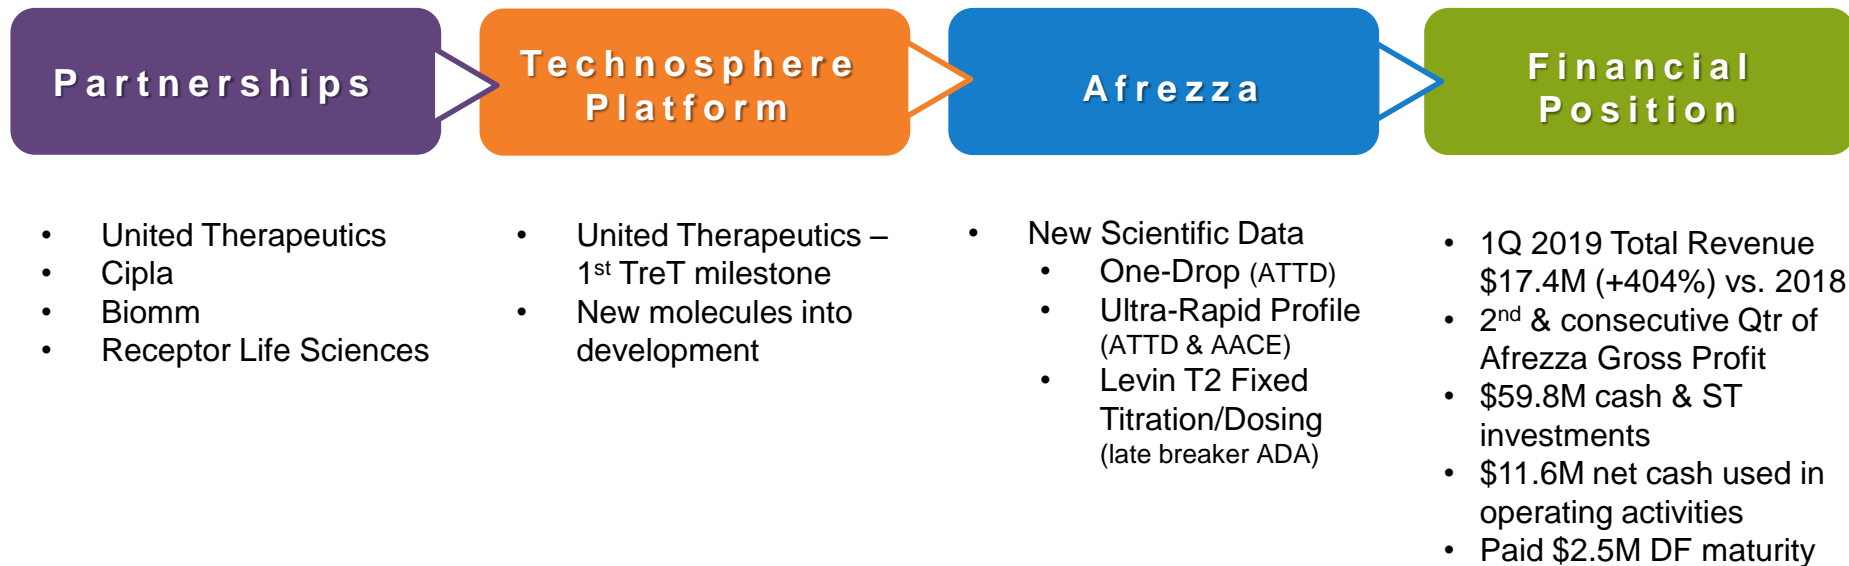 Partnerships
Technosphere
Platform
Afrezza
Financial
Position
• United Therapeutics
• Cipla
• Biomm
• Receptor Life Sciences
• United Therapeutics –
1st TreT milestone
• New molecules into
development
• New Scientific Data
• One-Drop (ATTD)
• Ultra-Rapid Profile
(ATTD & AACE)
• Levin T2 Fixed
Titration/Dosing
(late breaker ADA)
• 1Q 2019 Total Revenue
$17.4M (+404%) vs. 2018
• 2nd & consecutive Qtr of
Afrezza Gross Profit
• $59.8M cash & ST
investments
• $11.6M net cash used in
operating activities
• Paid $2.5M DF maturity